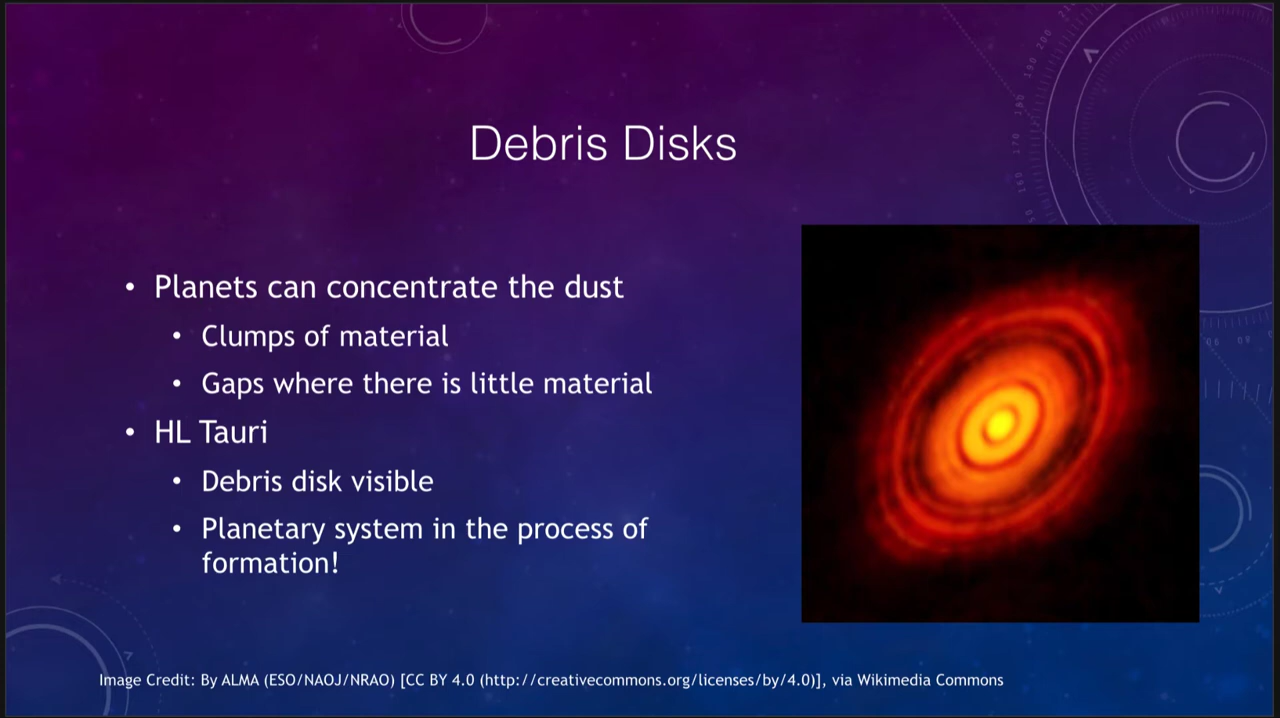 Debris Disks
• Planets can concentrate the dust
• Clumps of material
• Gaps where there is little material
• HL Tauri
• Debris disk visible
• Planetary system in the process of
formation!
Image Credit: By ALMA (ESO/NAOJ/NRAO) [CC BY 4.0 (http://creativecommons.org/licenses/by/4.0)], via Wikimedia Commons